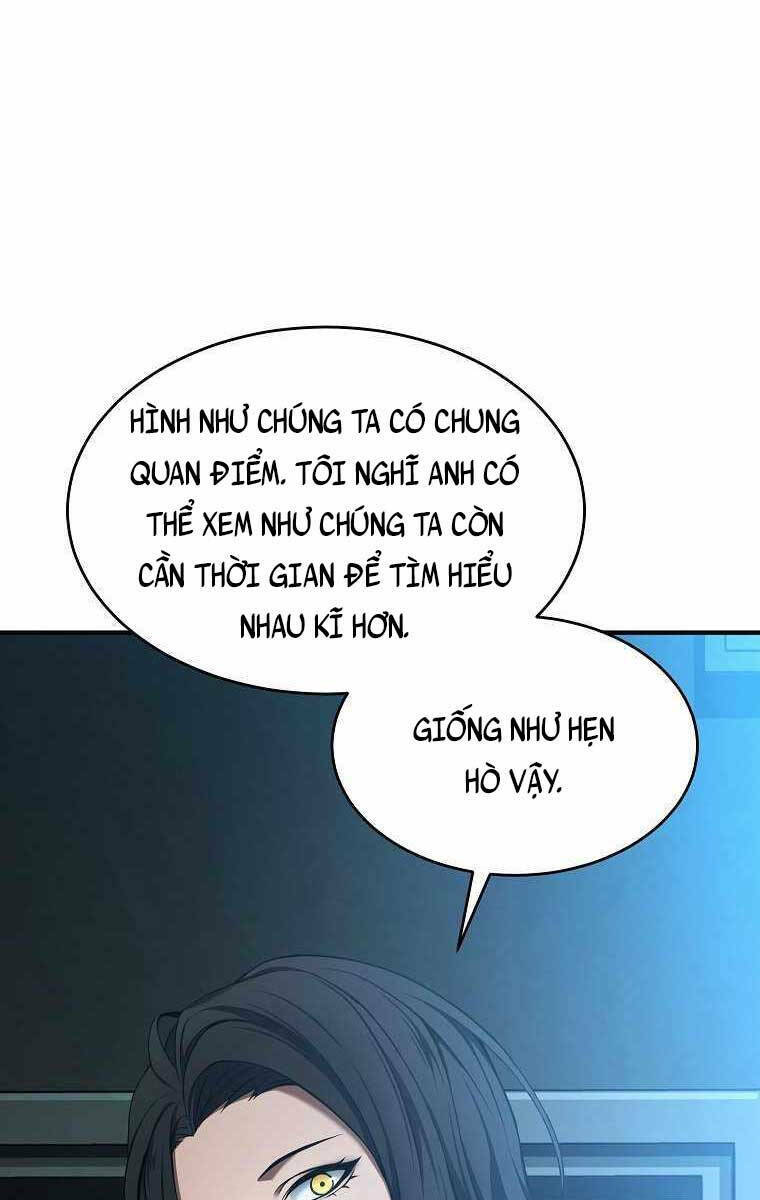 HÌNH NHƯ CHÚNG TA CÓ CHUNG
QUAN ĐIỂM. TÔI NGHĨ ANH CÓ
THỂ XEM NHƯ CHÚNG TA CÒN
CẦN THỜI GIAN ĐỂ TÌM HIỂU
NHAU KĨ HƠN.
GIỐNG NHƯ HẸN
HÒ VẬY.